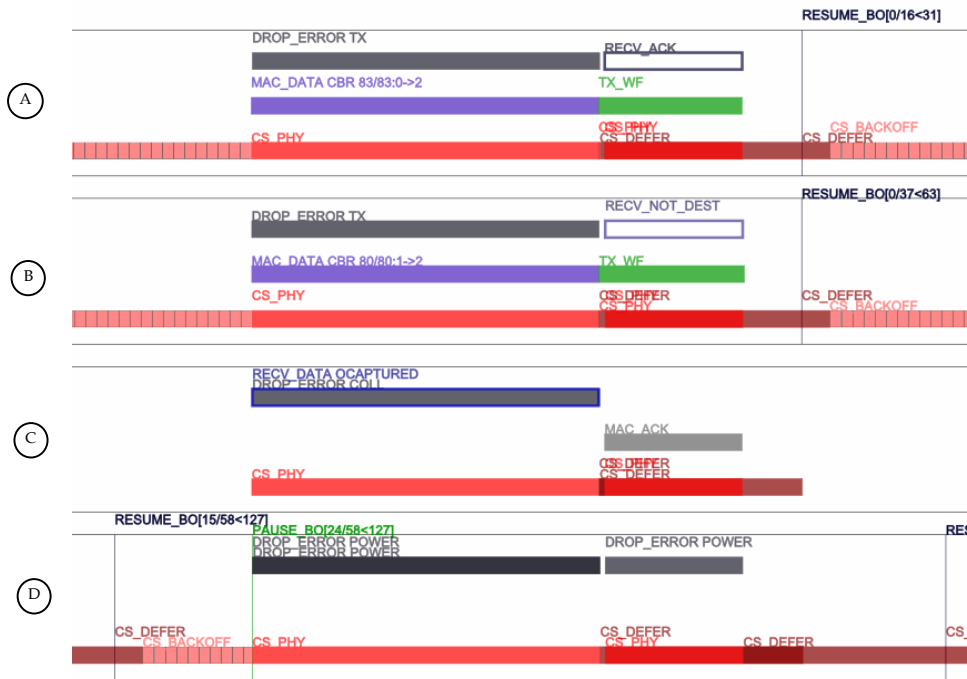 RESUME_BO[0/16<31]
DROP_ERROR TX
RECV_ACK
A
MAC_DATA CBR 83/83:0->2
TX_WF
CS_PHY
CS_BACKOFF
CS_PHY
CS_DEFER
CS_DEFER
RESUME_BO[0/37<63]
RECV_NOT_DEST
DROP_ERROR TX
B
MAC_DATA CBR 80/80:1->2
TX_WF
CS_PHY
CS_DEFER
CS_DEFER
CS_PHY
CS_BACKOFF
RECV_DATA OCAPTURED
DROP_ERROR COLL
C
MAC_ACK
CS_DEFER
CS_PHY
CS_DEFER
RESUME_BO[15/58<127]
PAUSE_BO[24/58<127]
RES
DROP_ERROR POWER
DROP_ERROR POWER
DROP_ERROR POWER
D
CS_DEFER
CS_DEFER
CS_
CS_BACKOFF
CS_PHY
CS_PHY
CS_DEFER